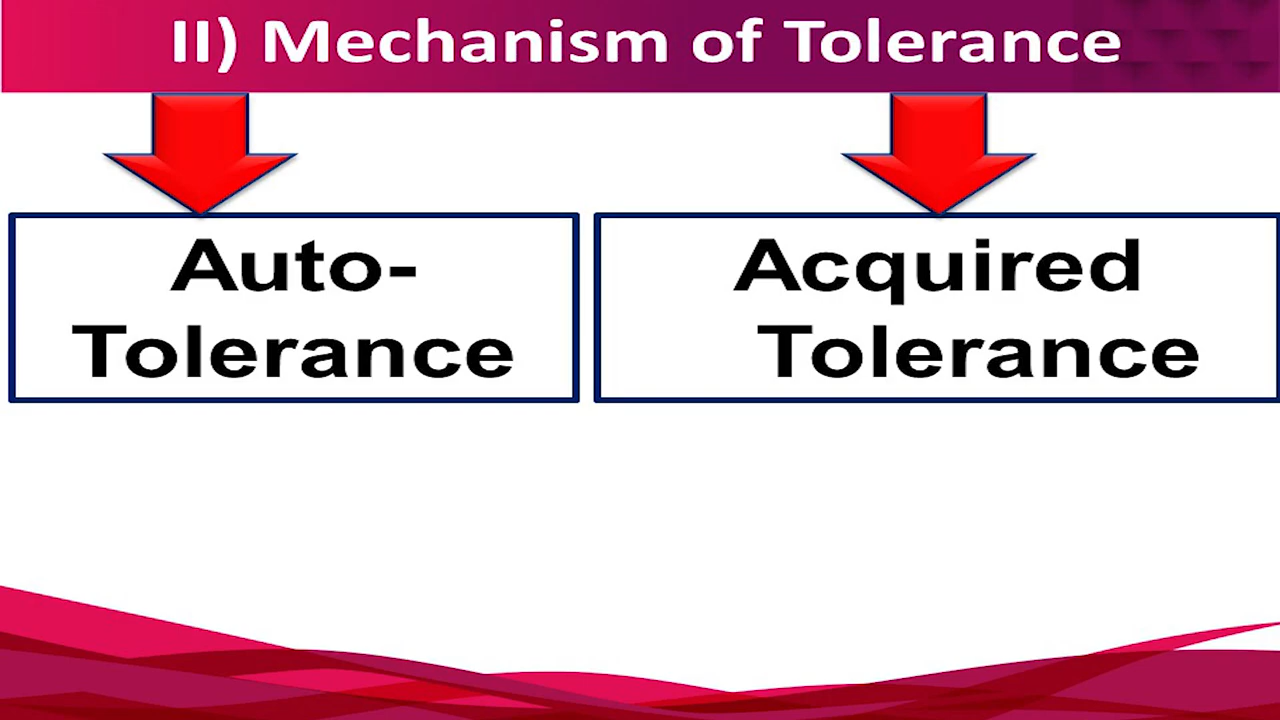 II) Mechanism of Tolerance
Auto-
Tolerance
Acquired
Tolerance